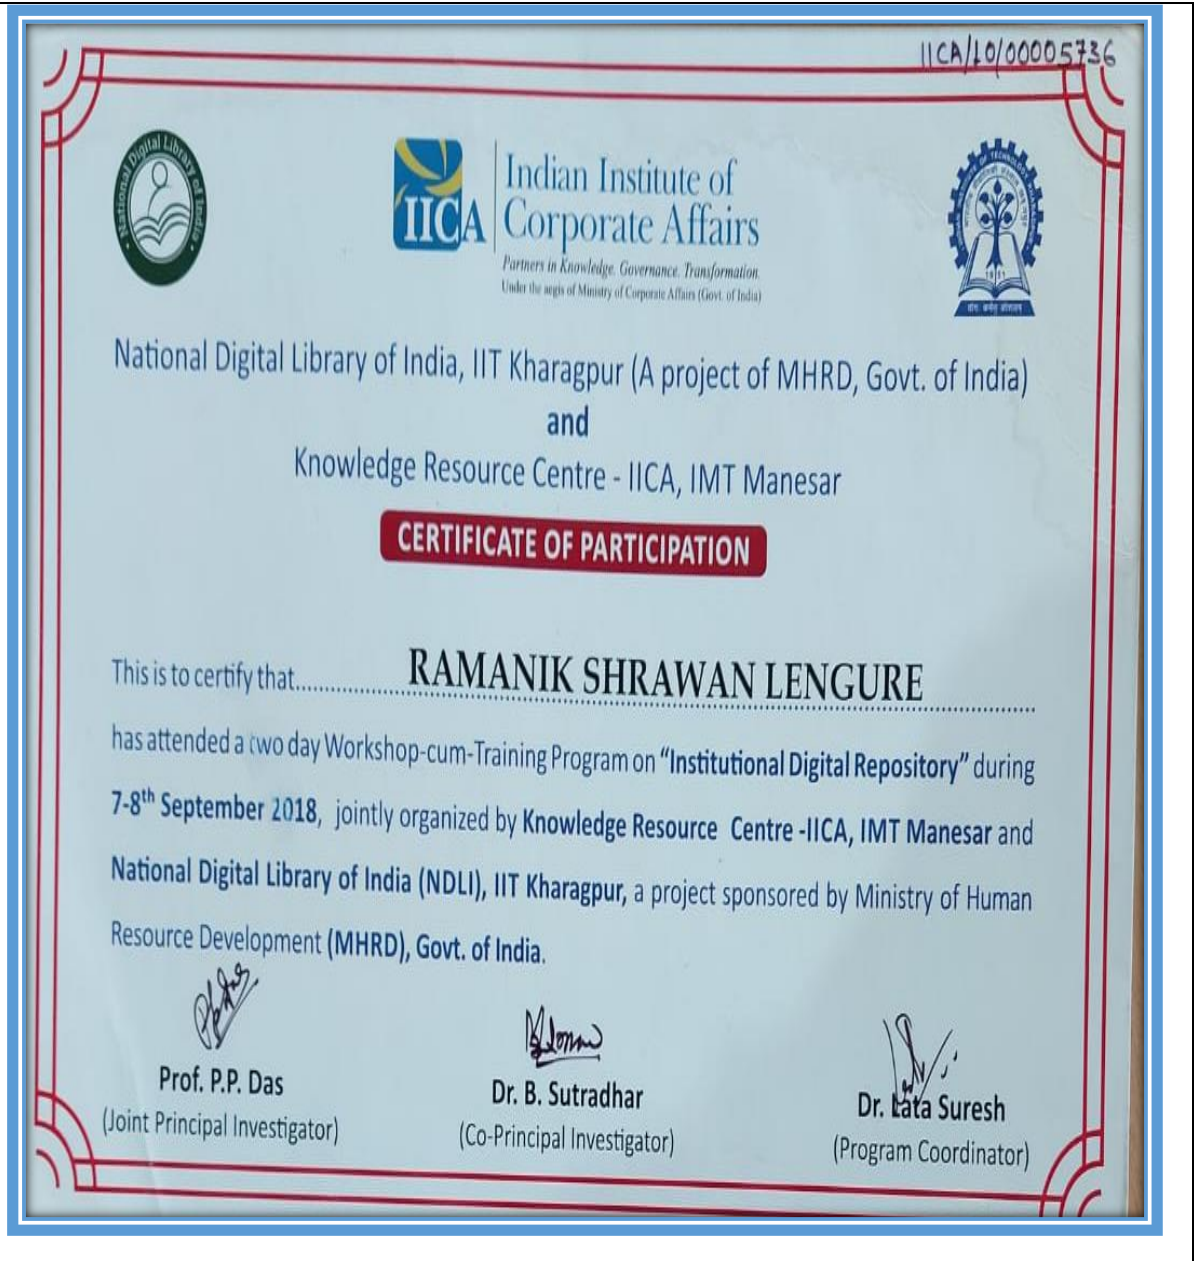 IICA/10/00005736
National Digital Library of India
IICA
Indian Institute of
Corporate Affairs
Partners in Knowledge. Governance. Transformation.
Under the aegis of Ministry of Corporate Affairs (Govt. of India)
1951
National Digital Library of India, IIT Kharagpur (A project of MHRD, Govt. of India)
and
Knowledge Resource Centre - IICA, IMT Manesar
CERTIFICATE OF PARTICIPATION
This is to certify that RAMANIK SHRAWAN LENGURE
has attended a two day Workshop-cum-Training Program on “Institutional Digital Repository” during
7-8th September 2018, jointly organized by Knowledge Resource Centre -IICA, IMT Manesar and
National Digital Library of India (NDLI), IIT Kharagpur, a project sponsored by Ministry of Human
Resource Development (MHRD), Govt. of India.
Prof. P.P. Das
(Joint Principal Investigator)
Dr. B. Sutradhar
(Co-Principal Investigator)
Dr. Lata Suresh
(Program Coordinator)